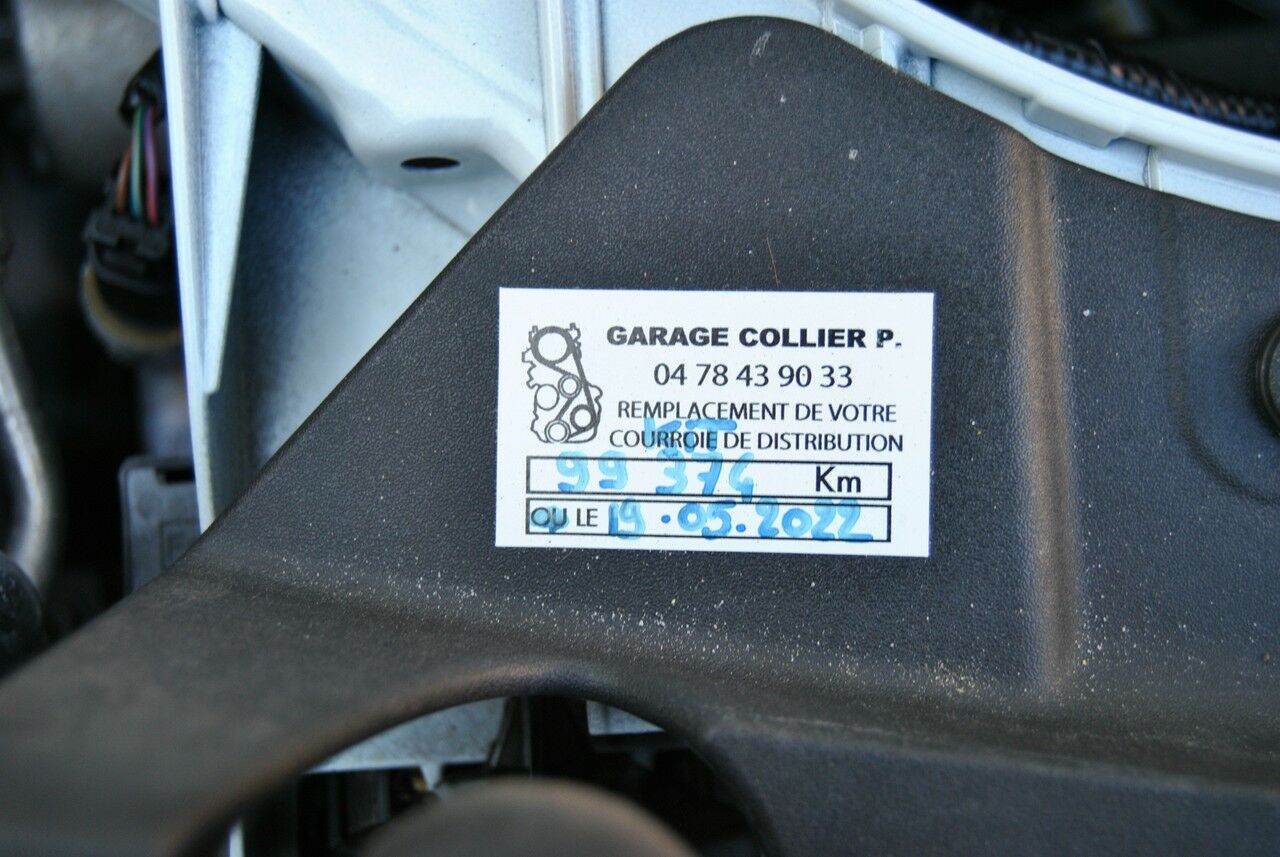 GARAGE COLLIER P.
04 78 43 90 33
REMPLACEMENT DE VOTRE
KIT
COURROIE DE DISTRIBUTION
99 374 Km
OU LE 19.05.2022